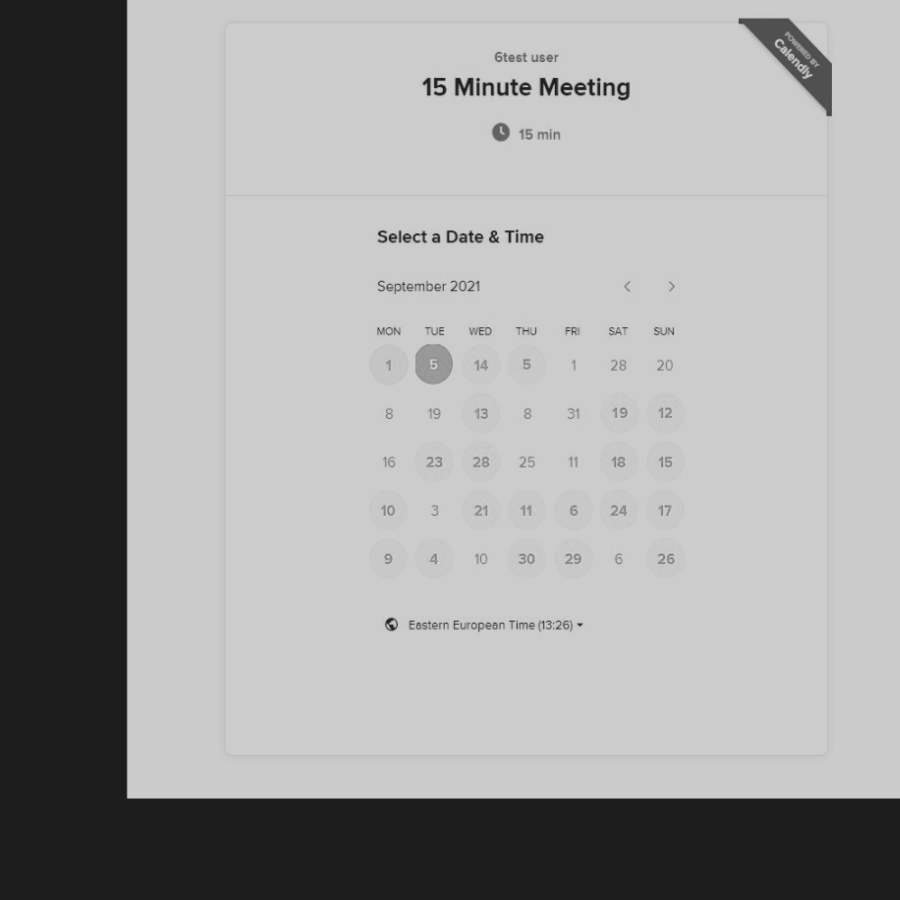 POWERED BY
Calendly
6test user
15 Minute Meeting
15 min
Select a Date & Time
September 2021
MON TUE WED THU FRI SAT SUN
1 5 14 5 1 28 20
8 19 13 8 31 19 12
16 23 28 25 11 18 15
10 3 21 11 6 24 17
9 4 10 30 29 6 26
Eastern European Time (13:26)